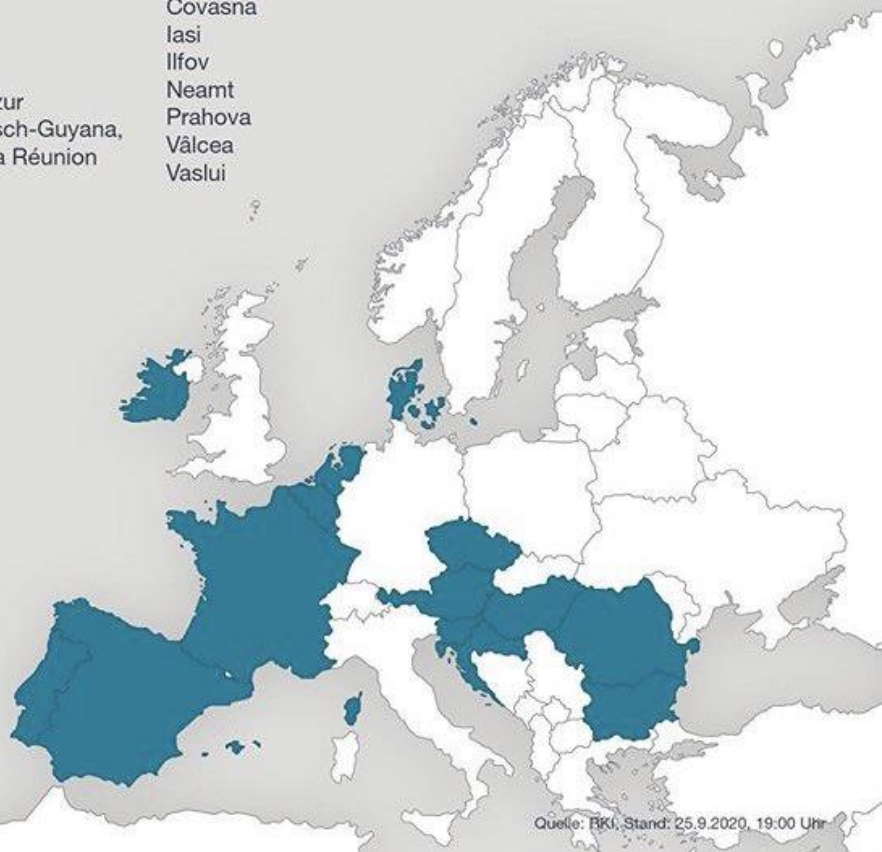 zur
sch-Guyana,
a Réunion
Covasna
Iasi
Ilfov
Neamt
Prahova
Vâlcea
Vaslui
Quelle: RKI, Stand: 25.9.2020, 19:00 Uhr